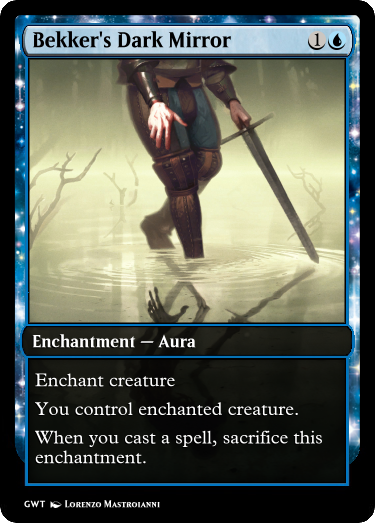 Bekker's Dark Mirror 1
Enchantment — Aura
Enchant creature
You control enchanted creature.
When you cast a spell, sacrifice this
enchantment.
GWT Lorenzo Mastroianni